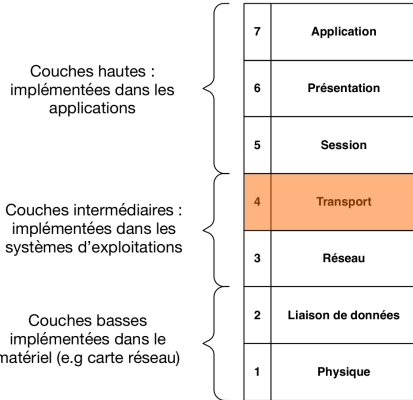 7 Application
Couches hautes :
implémentées dans les
applications
6 Présentation
5 Session
Couches intermédiaires :
implémentées dans les
systèmes d'exploitations
4 Transport
3 Réseau
Couches basses
implémentées dans le
matériel (e.g carte réseau)
2 Liaison de données
1 Physique